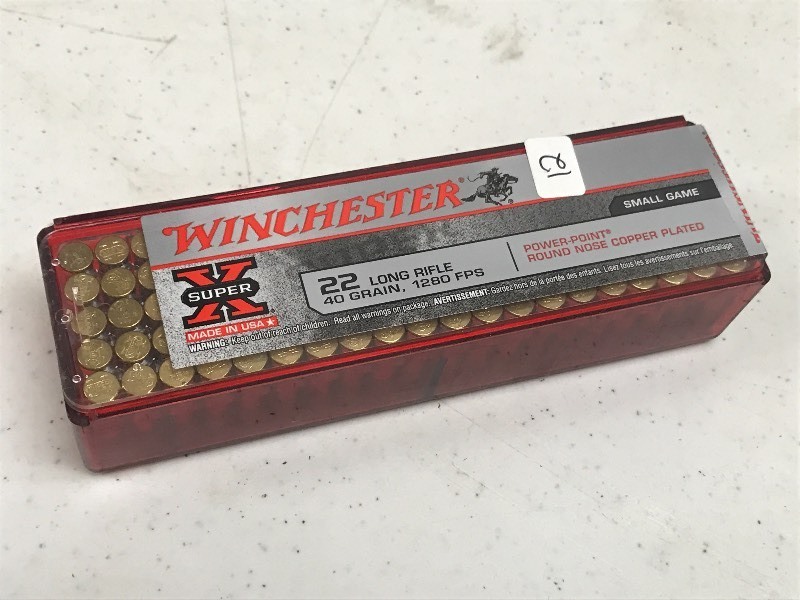 WINCHESTER
12
SMALL GAME
SUPER
X
MADE IN USA
22 LONG RIFLE
40 GRAIN, 1280 FPS
POWER-POINT®
ROUND NOSE COPPER PLATED
WARNING: Keep out of reach of children. Read all warnings on package. AVERTISSEMENT: Gardez hors de la portée des enfants. Lisez tous les avertissements sur l'emballage.